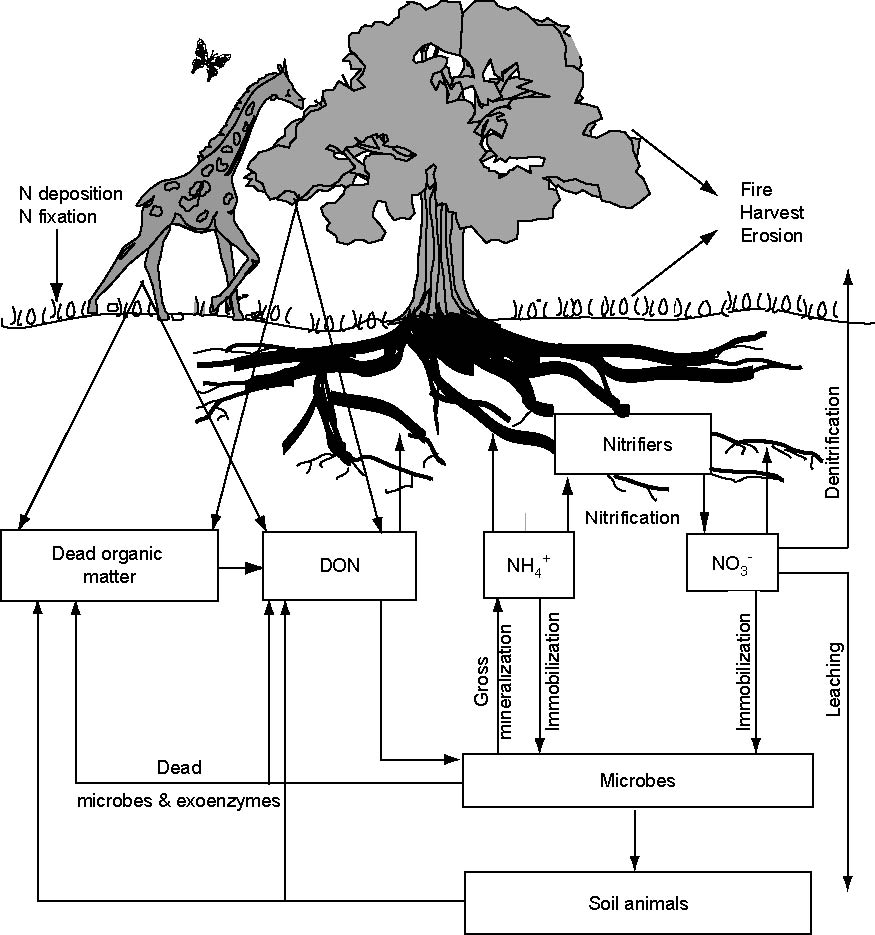 N deposition
N fixation
Fire
Harvest
Erosion
Denitrification
Nitrifiers
Nitrification
Dead organic
matter
DON
NH₄⁺
NO₃⁻
Gross
mineralization
Immobilization
Immobilization
Leaching
Dead
microbes & exoenzymes
Microbes
Soil animals